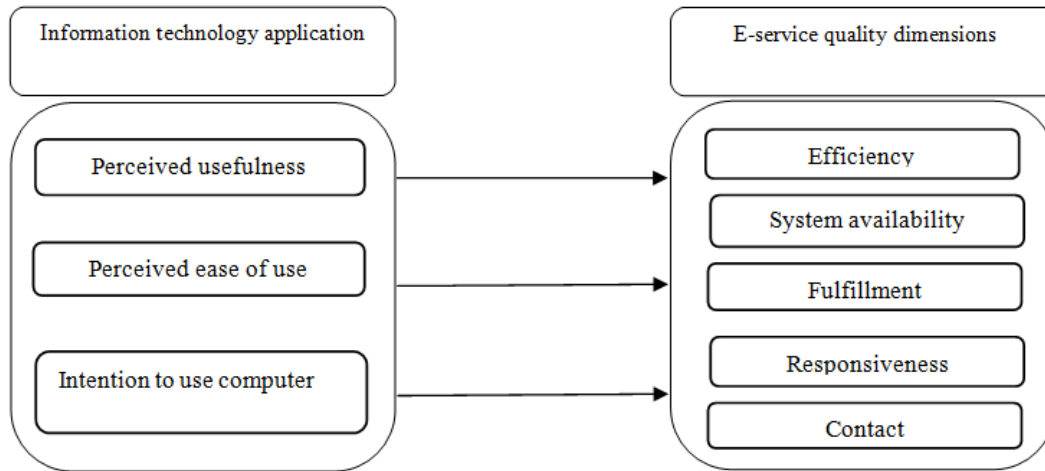 Information technology application
E-service quality dimensions
Perceived usefulness
Perceived ease of use
Intention to use computer
Efficiency
System availability
Fulfillment
Responsiveness
Contact